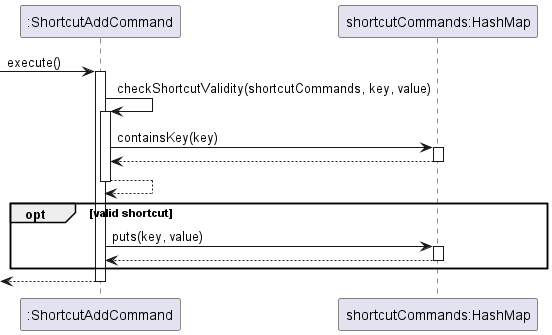 :ShortcutAddCommand
shortcutCommands:HashMap
execute()
checkShortcutValidity(shortcutCommands, key, value)
containsKey(key)
opt
[valid shortcut]
puts(key, value)
:ShortcutAddCommand
shortcutCommands:HashMap